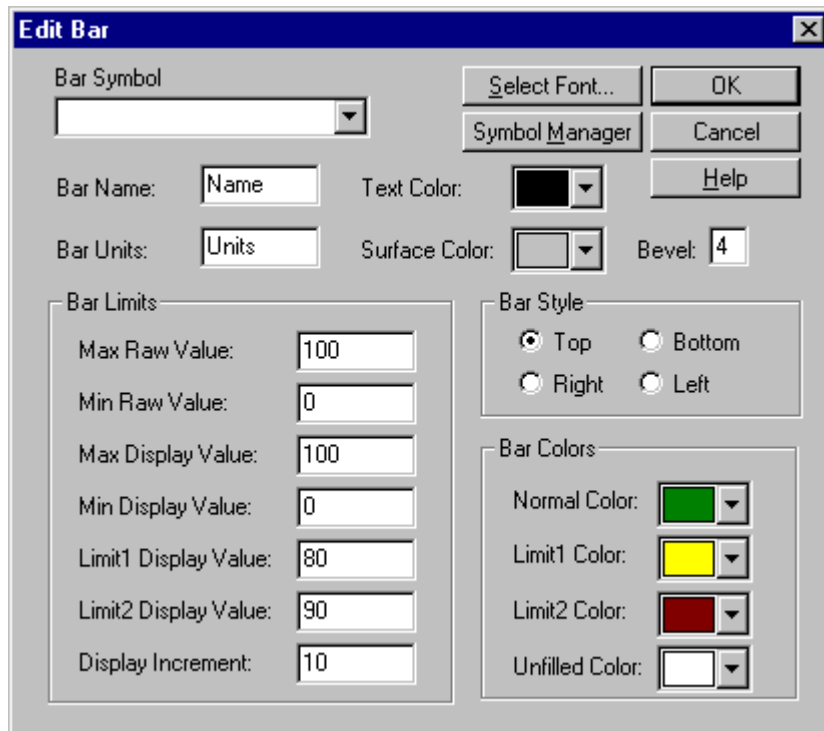 Edit Bar
Bar Symbol
Select Font...
OK
Symbol Manager
Cancel
Help
Bar Name: Name
Text Color:
Bar Units: Units
Surface Color:
Bevel: 4
Bar Limits
Max Raw Value: 100
Min Raw Value: 0
Max Display Value: 100
Min Display Value: 0
Limit1 Display Value: 80
Limit2 Display Value: 90
Display Increment: 10
Bar Style
Top Bottom
Right Left
Bar Colors
Normal Color:
Limit1 Color:
Limit2 Color:
Unfilled Color: